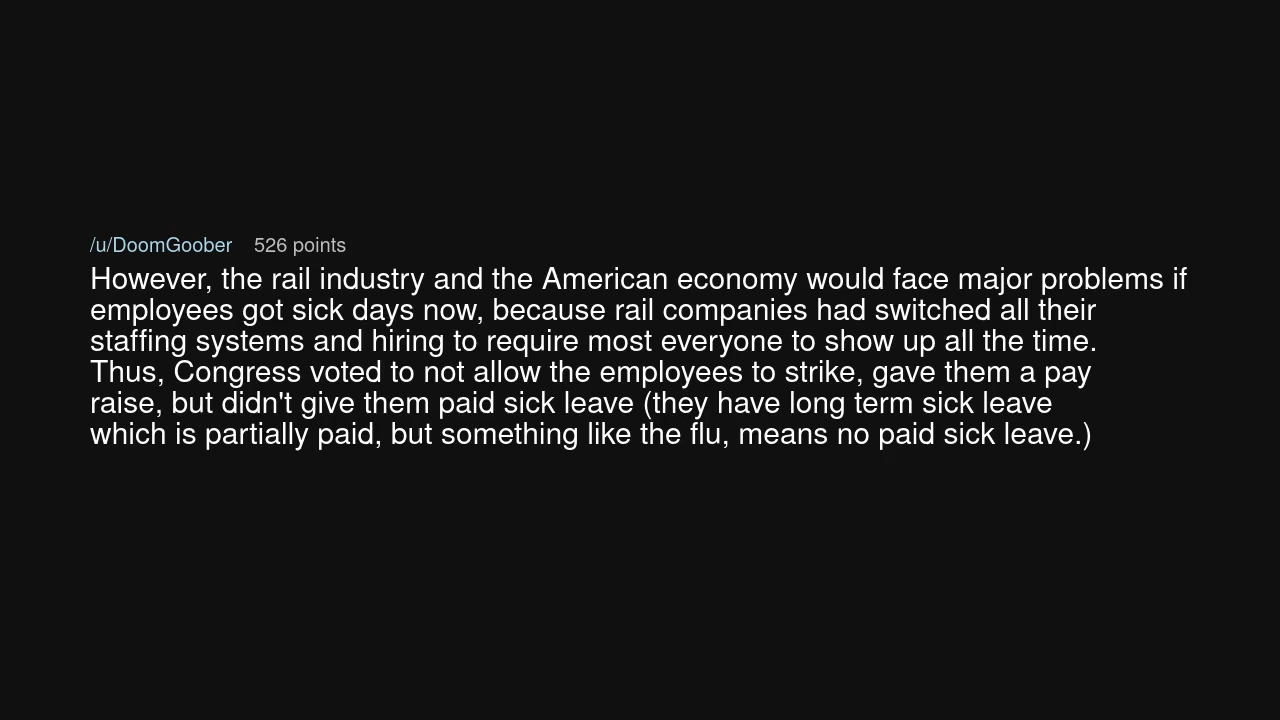 /u/DoomGoober 526 points
However, the rail industry and the American economy would face major problems if
employees got sick days now, because rail companies had switched all their
staffing systems and hiring to require most everyone to show up all the time.
Thus, Congress voted to not allow the employees to strike, gave them a pay
raise, but didn't give them paid sick leave (they have long term sick leave
which is partially paid, but something like the flu, means no paid sick leave.)